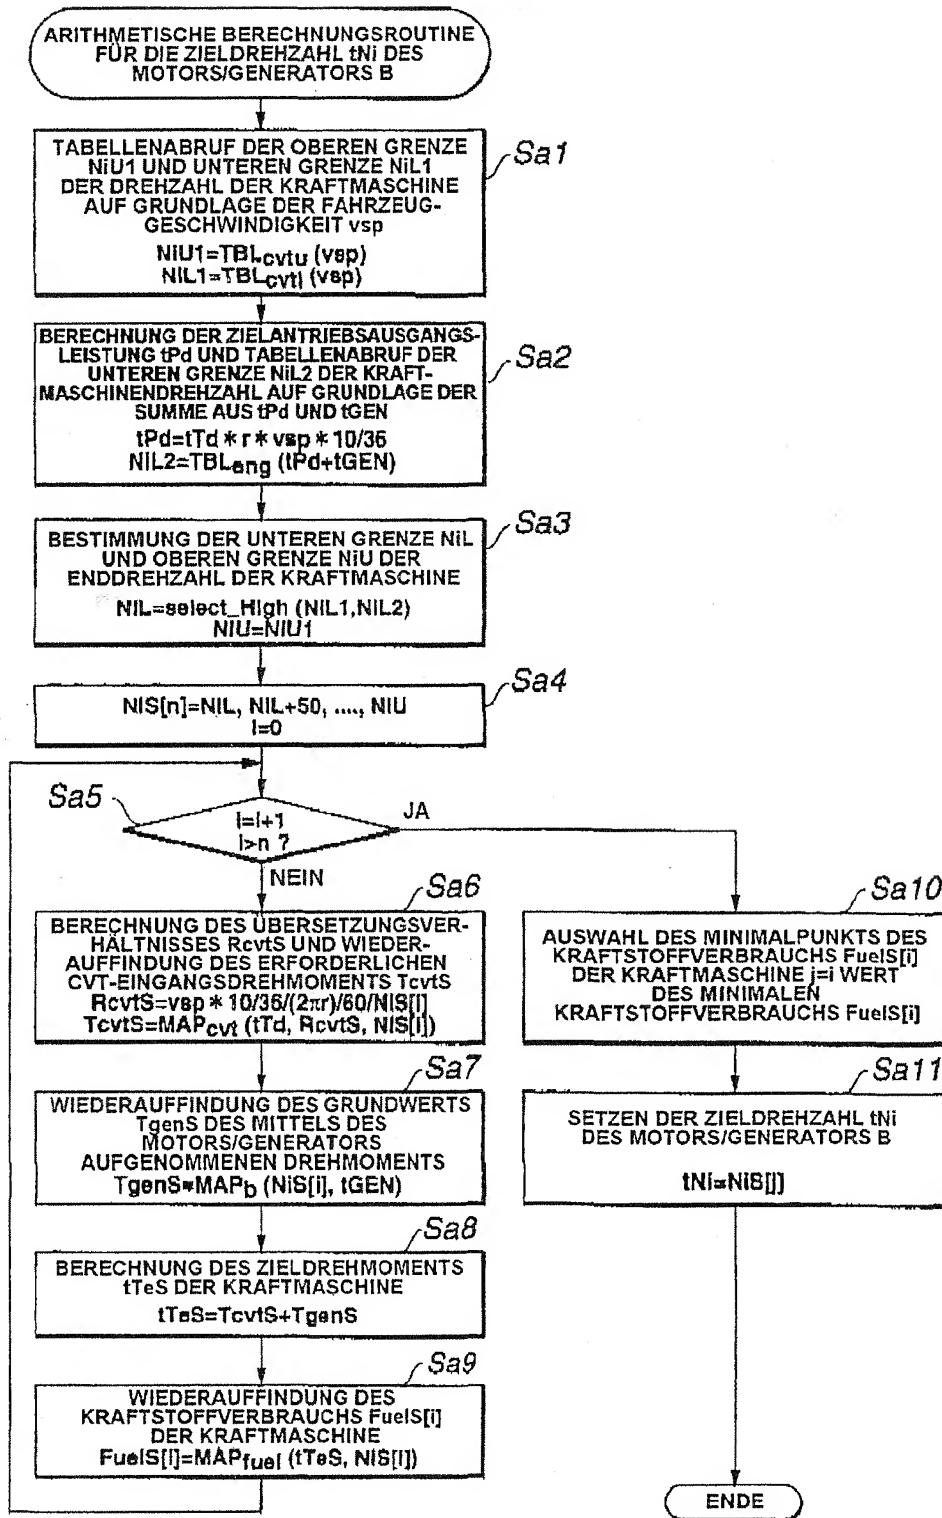 ARITHMETISCHE BERECHNUNGSROUTINE
FÜR DIE ZIELDREHZAHL tNi DES
MOTORS/GENERATORS B
TABELLENABRUF DER OBEREN GRENZE
NiU1 UND UNTEREN GRENZE NiL1
DER DREHZAHL DER KRAFTMASCHINE
AUF GRUNDLAGE DER FAHRZEUG-
GESCHWINDIGKEIT vsp
NiU1=TBLcvtu (vsp)
NiL1=TBLcvtl (vsp)
Sa1
BERECHNUNG DER ZIELANTRIEBSAUSGANGS-
LEISTUNG tPd UND TABELLENABRUF DER
UNTEREN GRENZE NiL2 DER KRAFT-
MASCHINENDREHZAHL AUF GRUNDLAGE DER
SUMME AUS tPd UND tGEN
tPd=tTd * r * vsp * 10/36
NiL2=TBLeng (tPd+tGEN)
Sa2
BESTIMMUNG DER UNTEREN GRENZE NiL
UND OBEREN GRENZE NiU DER
ENDDREHZAHL DER KRAFTMASCHINE
NiL=select_High (NiL1,NiL2)
NiU=NiU1
Sa3
NiS[n]=NiL, NiL+50, ...., NiU
i=0
Sa4
Sa5
i=i+1
i>n ?
JA
NEIN
BERECHNUNG DES ÜBERSETZUNGSVER-
HÄLTNISSES RcvtS UND WIEDER-
AUFFINDUNG DES ERFORDERLICHEN
CVT-EINGANGSDREHMOMENTS TcvtS
RcvtS=vsp * 10/36/(2πr)/60/NiS[i]
TcvtS=MAPcvt (tTd, RcvtS, NiS[i])
Sa6
WIEDERAUFFINDUNG DES GRUNDWERTS
TgenS DES MITTELS DES
MOTORS/GENERATORS
AUFGENOMMENEN DREHMOMENTS
TgenS=MAPb (NiS[i], tGEN)
Sa7
BERECHNUNG DES ZIELDREHMOMENTS
tTeS DER KRAFTMASCHINE
tTeS=TcvtS+TgenS
Sa8
WIEDERAUFFINDUNG DES
KRAFTSTOFFVERBRAUCHS FuelS[i]
DER KRAFTMASCHINE
FuelS[i]=MAPfuel (tTeS, NiS[i])
Sa9
AUSWAHL DES MINIMALPUNKTS DES
KRAFTSTOFFVERBRAUCHS FuelS[i]
DER KRAFTMASCHINE j=i WERT
DES MINIMALEN
KRAFTSTOFFVERBRAUCHS FuelS[i]
Sa10
SETZEN DER ZIELDREHZAHL tNi
DES MOTORS/GENERATORS B
tNi=NiS[j]
Sa11
ENDE